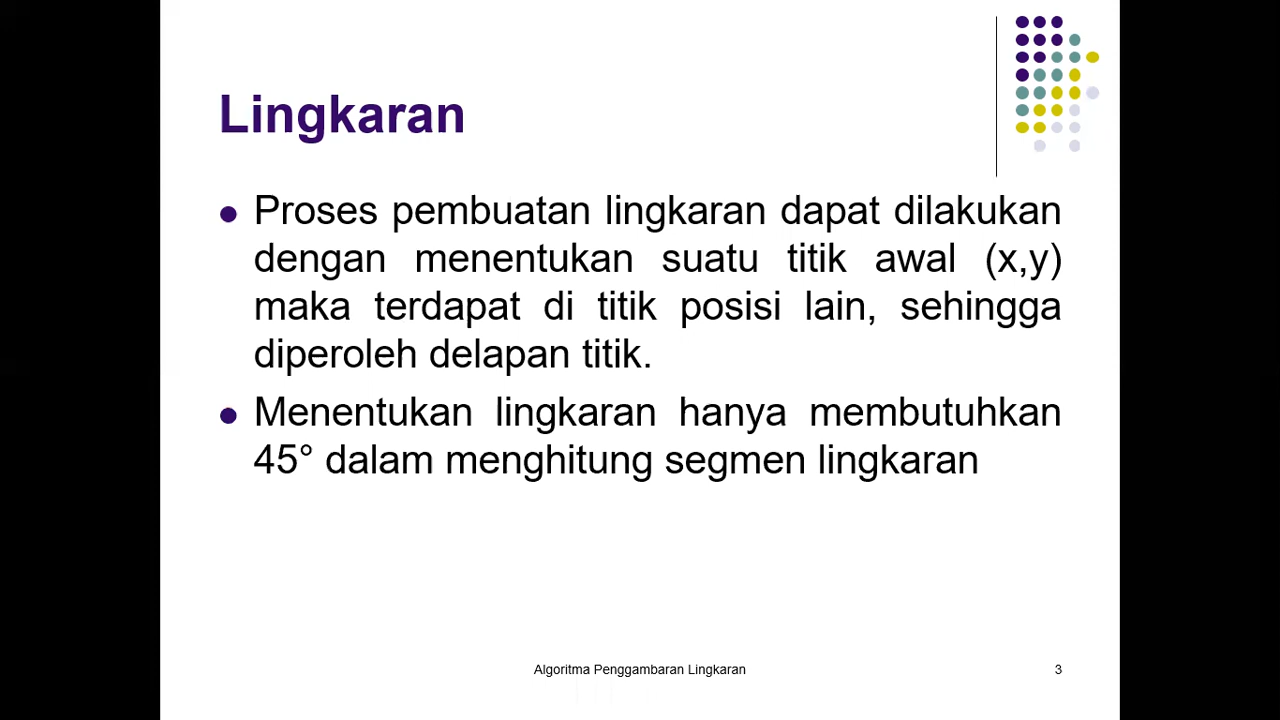 Lingkaran
Proses pembuatan lingkaran dapat dilakukan
dengan menentukan suatu titik awal (x,y)
maka terdapat di titik posisi lain, sehingga
diperoleh delapan titik.
Menentukan lingkaran hanya membutuhkan
45° dalam menghitung segmen lingkaran
Algoritma Penggambaran Lingkaran
3